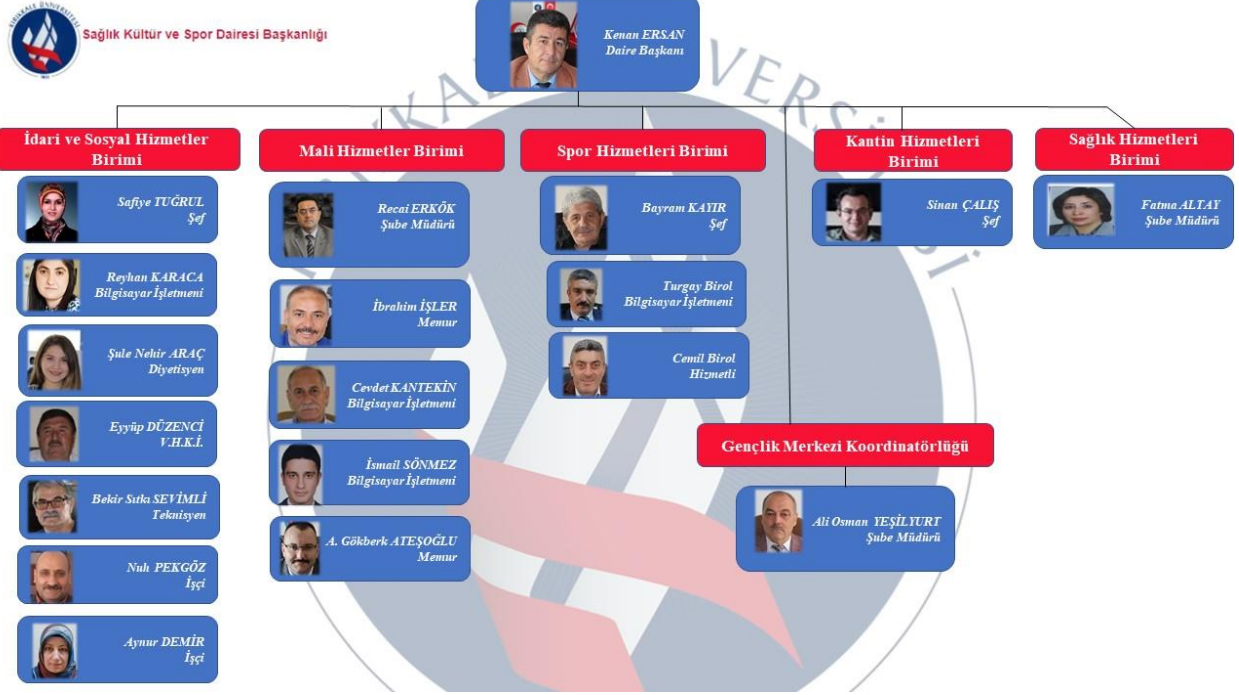 KIRIKKALE ÜNİVERSİTESİ
Sağlık Kültür ve Spor Dairesi Başkanlığı
Kenan ERSAN
Daire Başkanı
İdari ve Sosyal Hizmetler
Birimi
Safiye TUĞRUL
Şef
Reyhan KARACA
Bilgisayar İşletmeni
Şule Nehir ARAÇ
Diyetisyen
Eyyüp DÜZENCİ
V.H.K.İ.
Bekir Sıtkı SEVİMLİ
Teknisyen
Nuh PEKGÖZ
İşçi
Aynur DEMİR
İşçi
Mali Hizmetler Birimi
Recai ERKÖK
Şube Müdürü
İbrahim İŞLER
Memur
Cevdet KANTEKİN
Bilgisayar İşletmeni
İsmail SÖNMEZ
Bilgisayar İşletmeni
A. Gökberk ATEŞOĞLU
Memur
Spor Hizmetleri Birimi
Bayram KAYIR
Şef
Turgay Birol
Bilgisayar İşletmeni
Cemil Birol
Hizmetli
Gençlik Merkezi Koordinatörlüğü
Ali Osman YEŞİLYURT
Şube Müdürü
Kantin Hizmetleri
Birimi
Sinan ÇALIŞ
Şef
Sağlık Hizmetleri
Birimi
Fatma ALTAY
Şube Müdürü